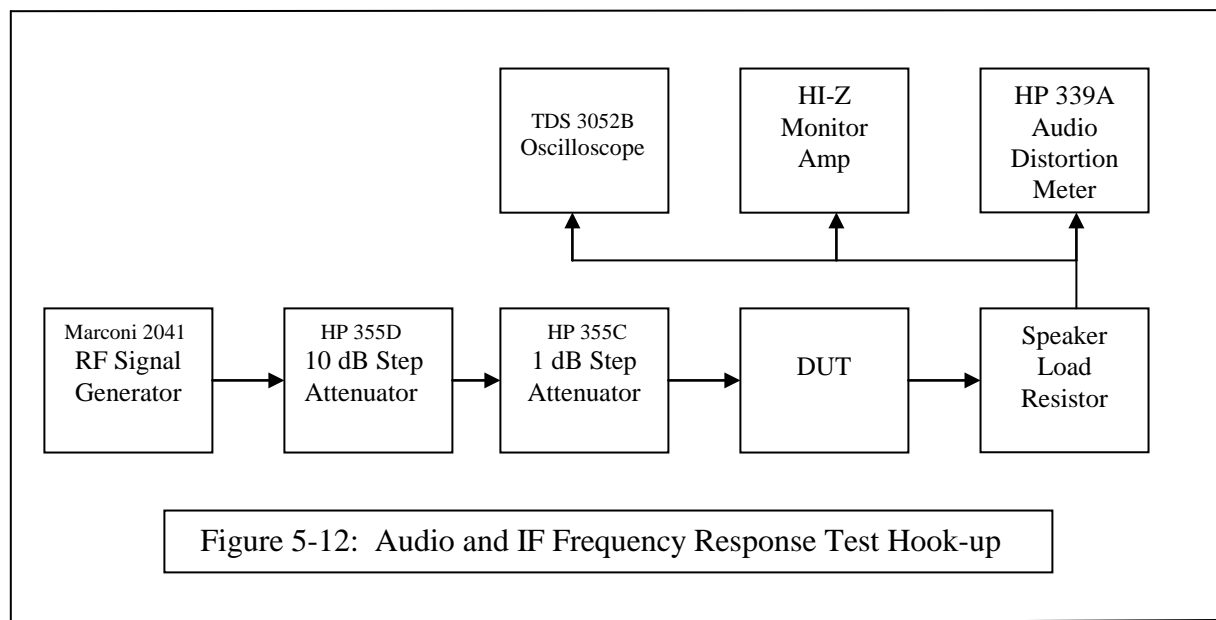 TDS 3052B
Oscilloscope
HI-Z
Monitor
Amp
HP 339A
Audio
Distortion
Meter
Marconi 2041
RF Signal
Generator
HP 355D
10 dB Step
Attenuator
HP 355C
1 dB Step
Attenuator
DUT
Speaker
Load
Resistor
Figure 5-12:  Audio and IF Frequency Response Test Hook-up